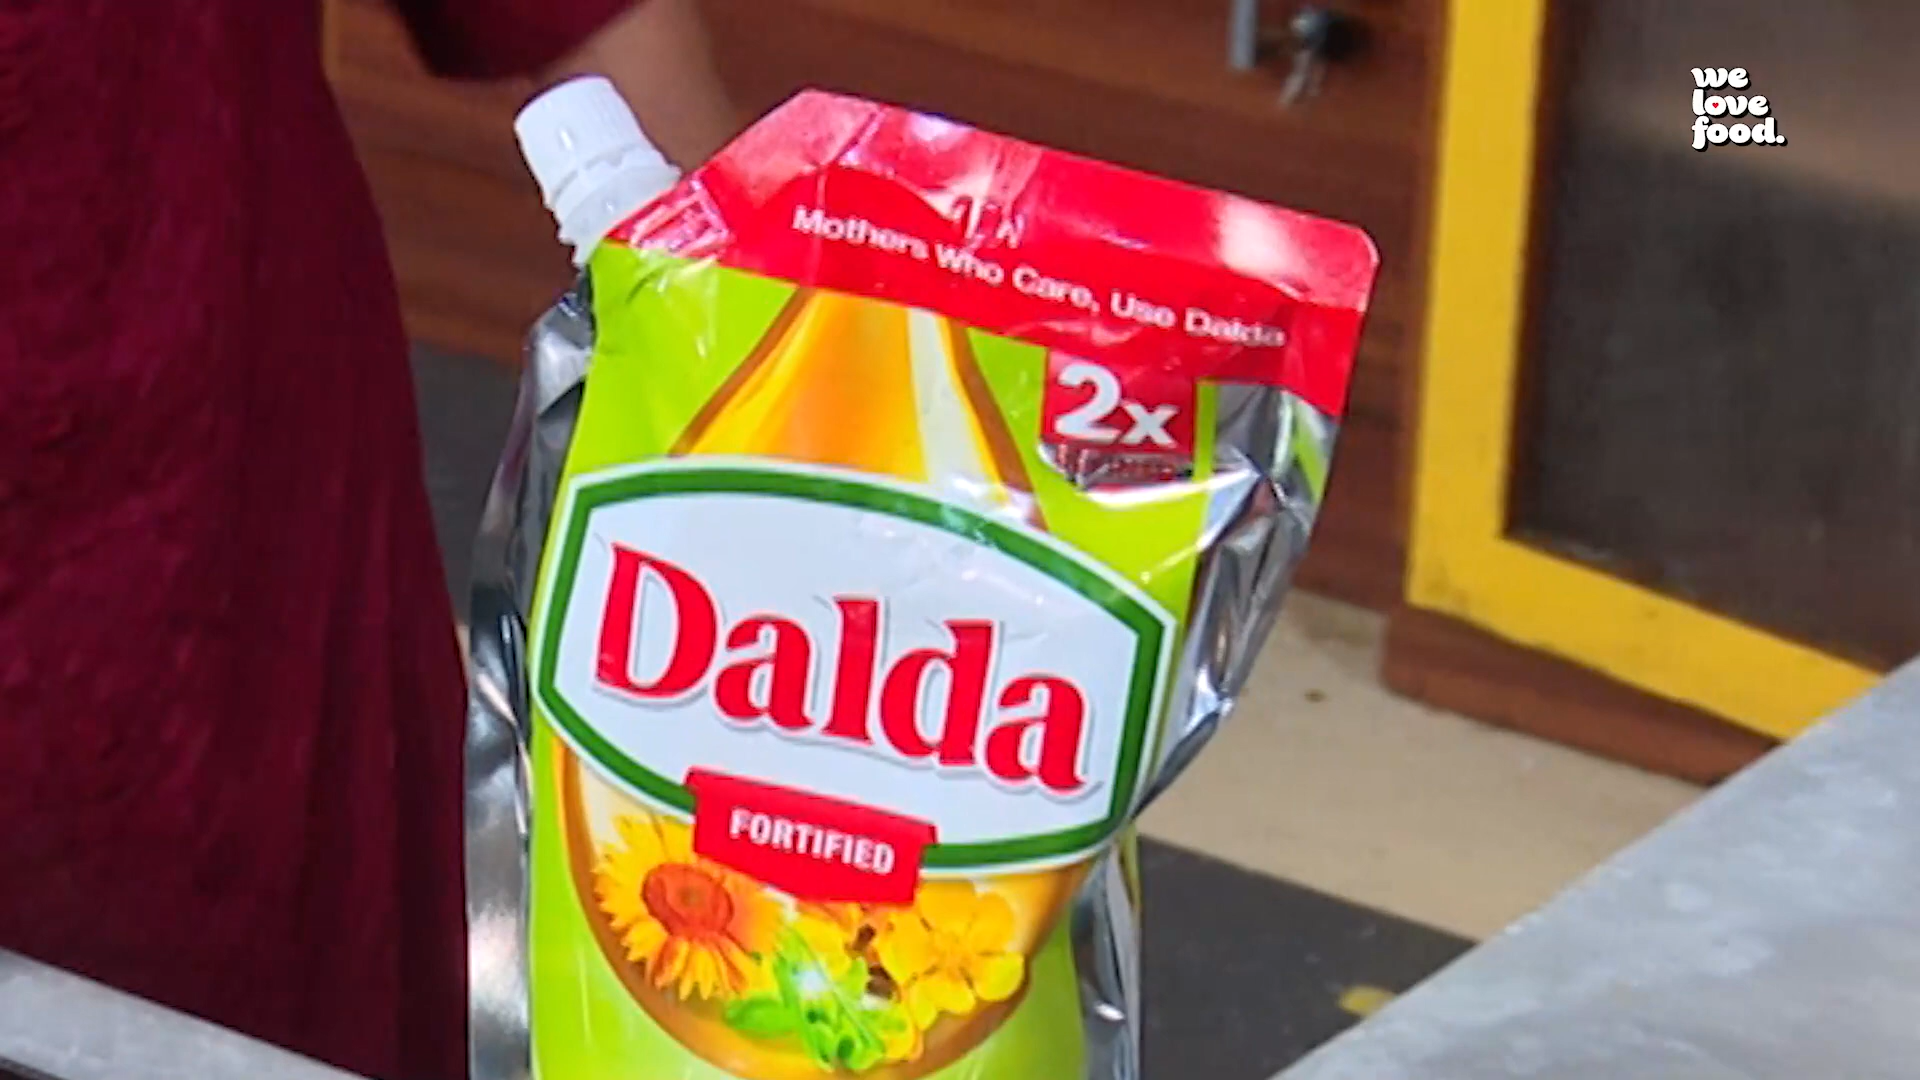 we
love
food.
Mothers Who Care, Use Dalda
2x
Dalda
FORTIFIED